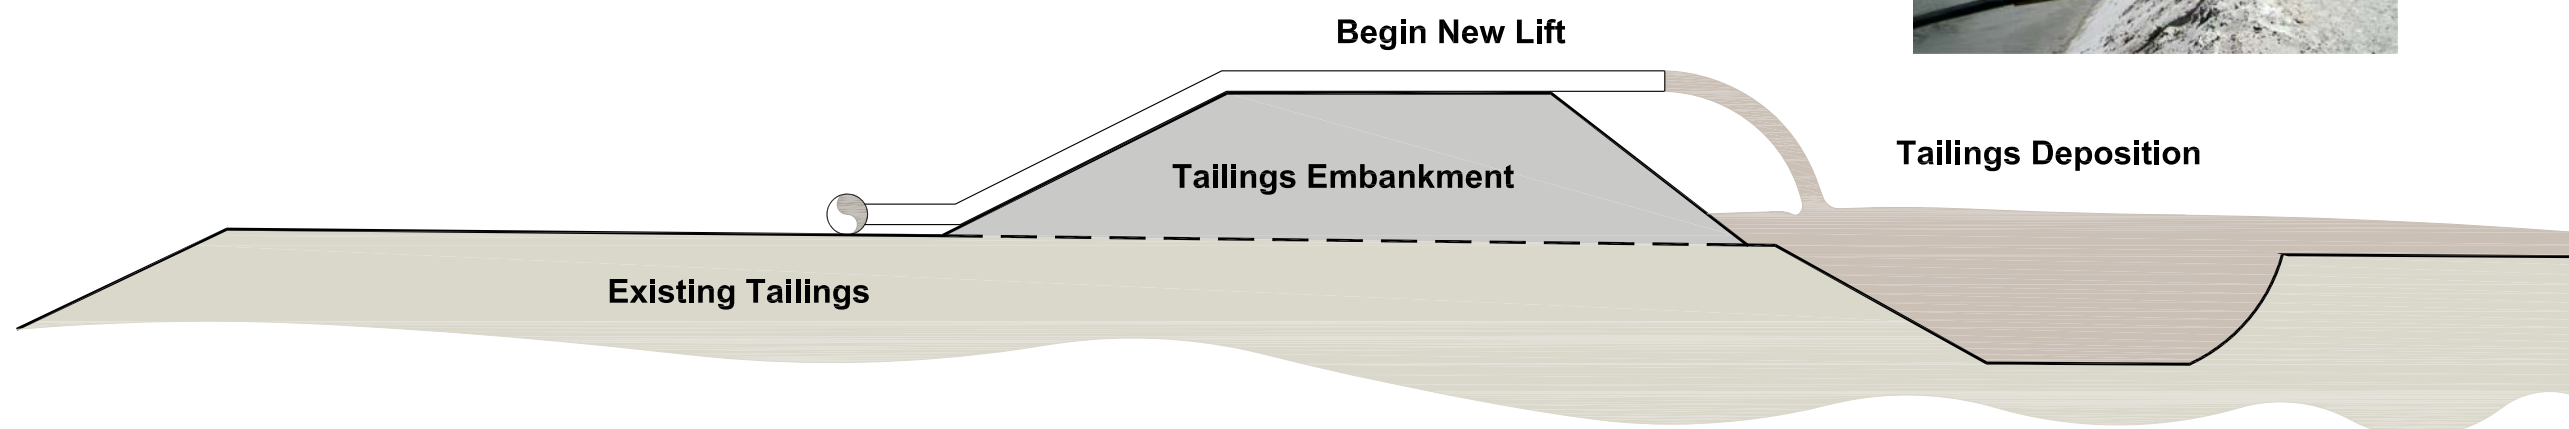 Begin New Lift
Tailings Deposition
Tailings Embankment
Existing Tailings